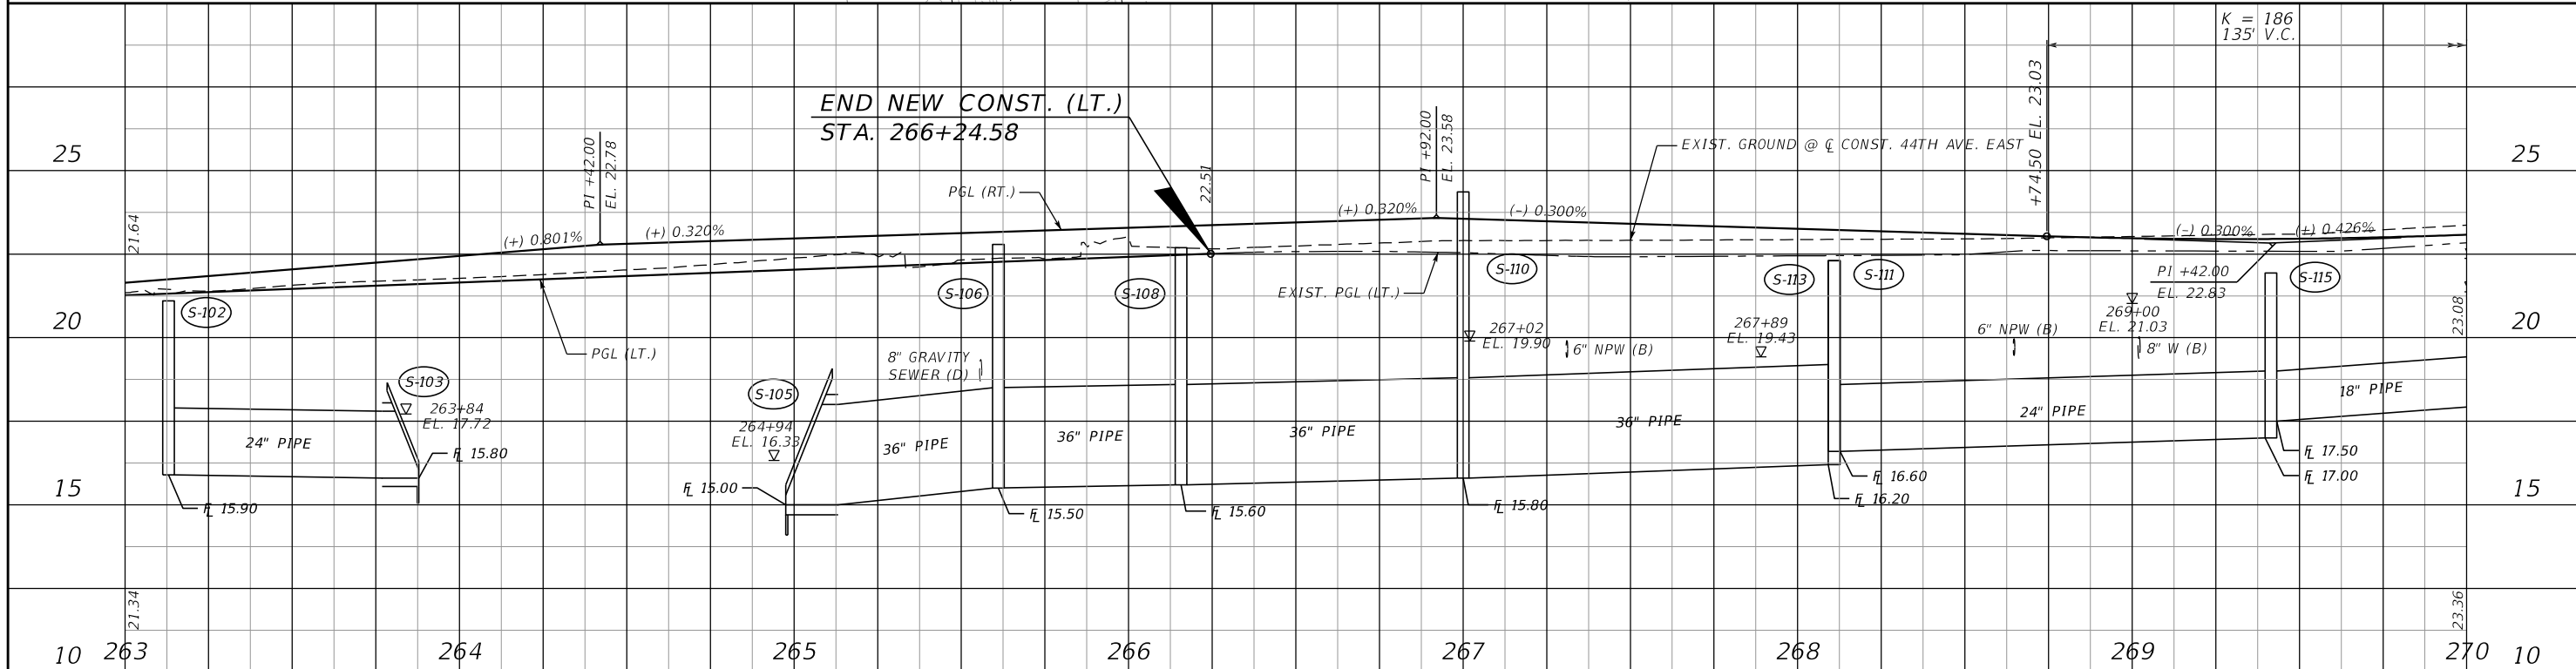 K = 186
135' V.C.
END NEW CONST. (LT.)
STA. 266+24.58
25
25
PI +42.00
EL. 22.78
22.51
PI +92.00
EL. 23.58
EXIST. GROUND @ ℄ CONST. 44TH AVE. EAST
+74.50 EL. 23.03
PGL (RT.)
21.64
(+) 0.801%
(+) 0.320%
(+) 0.320%
(-) 0.300%
(-) 0.300%
(+) 0.426%
S-102
S-106
S-108
EXIST. PGL (LT.)
S-110
S-113
S-111
PI +42.00
EL. 22.83
S-115
20
20
PGL (LT.)
8" GRAVITY
SEWER (D)
267+02
EL. 19.90
6" NPW (B)
267+89
EL. 19.43
6" NPW (B)
269+00
EL. 21.03
8" W (B)
23.08
S-103
263+84
EL. 17.72
S-105
264+94
EL. 16.33
24" PIPE
36" PIPE
36" PIPE
36" PIPE
36" PIPE
24" PIPE
18" PIPE
FL 15.80
FL 15.00
FL 17.50
FL 17.00
FL 16.60
FL 16.20
15
15
FL 15.90
FL 15.50
FL 15.60
FL 15.80
21.34
23.36
10
263
264
265
266
267
268
269
270
10